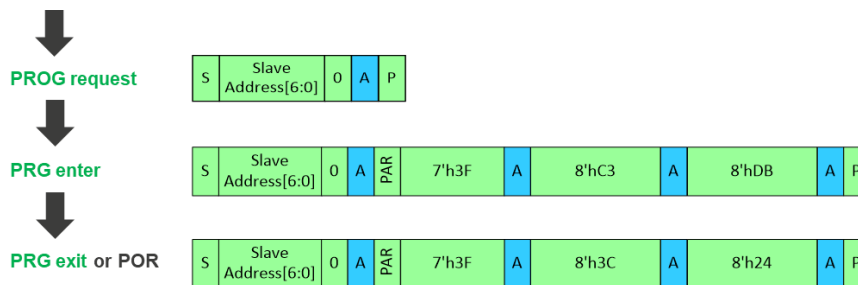 PROG request
S Slave Address[6:0] 0 A P
PRG enter
S Slave Address[6:0] 0 A PAR 7'h3F A 8'hC3 A 8'hDB A P
PRG exit or POR
S Slave Address[6:0] 0 A PAR 7'h3F A 8'h3C A 8'h24 A P